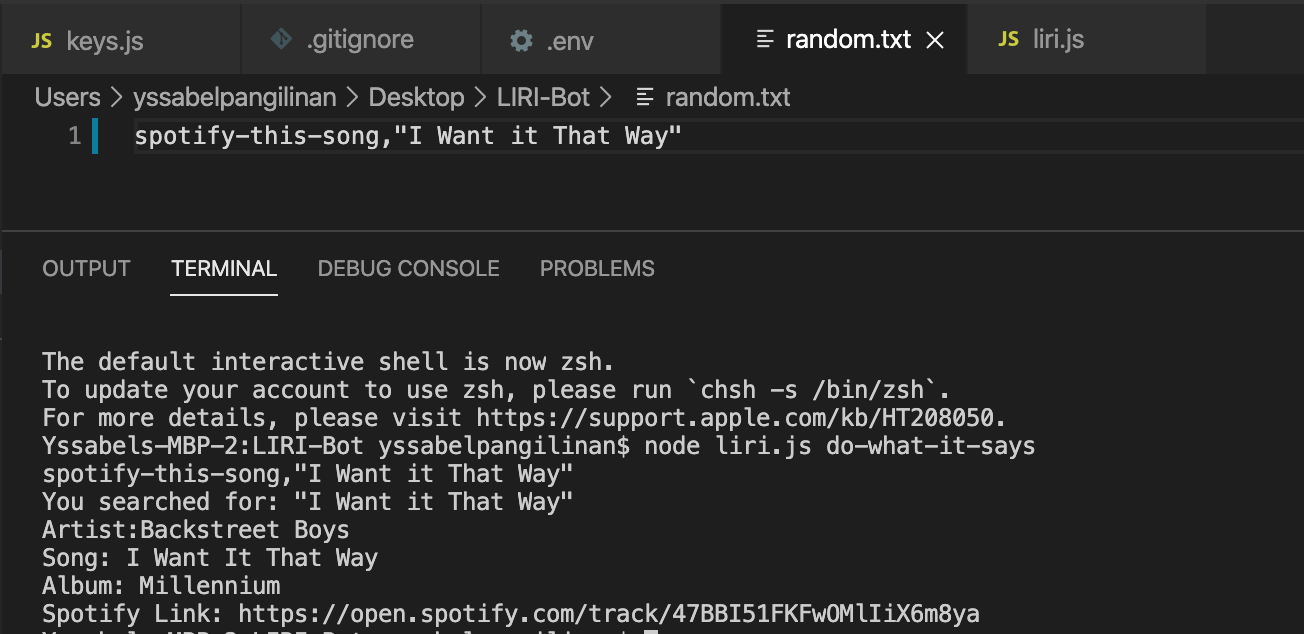 JS keys.js .gitignore .env random.txt JS liri.js
Users > yssabelpangilinan > Desktop > LIRI-Bot > random.txt
1 spotify-this-song,"I Want it That Way"
OUTPUT TERMINAL DEBUG CONSOLE PROBLEMS
The default interactive shell is now zsh.
To update your account to use zsh, please run `chsh -s /bin/zsh`.
For more details, please visit https://support.apple.com/kb/HT208050.
Yssabels-MBP-2:LIRI-Bot yssabelpangilinan$ node liri.js do-what-it-says
spotify-this-song,"I Want it That Way"
You searched for: "I Want it That Way"
Artist:Backstreet Boys
Song: I Want It That Way
Album: Millennium
Spotify Link: https://open.spotify.com/track/47BBI51FKFwOMlIiX6m8ya